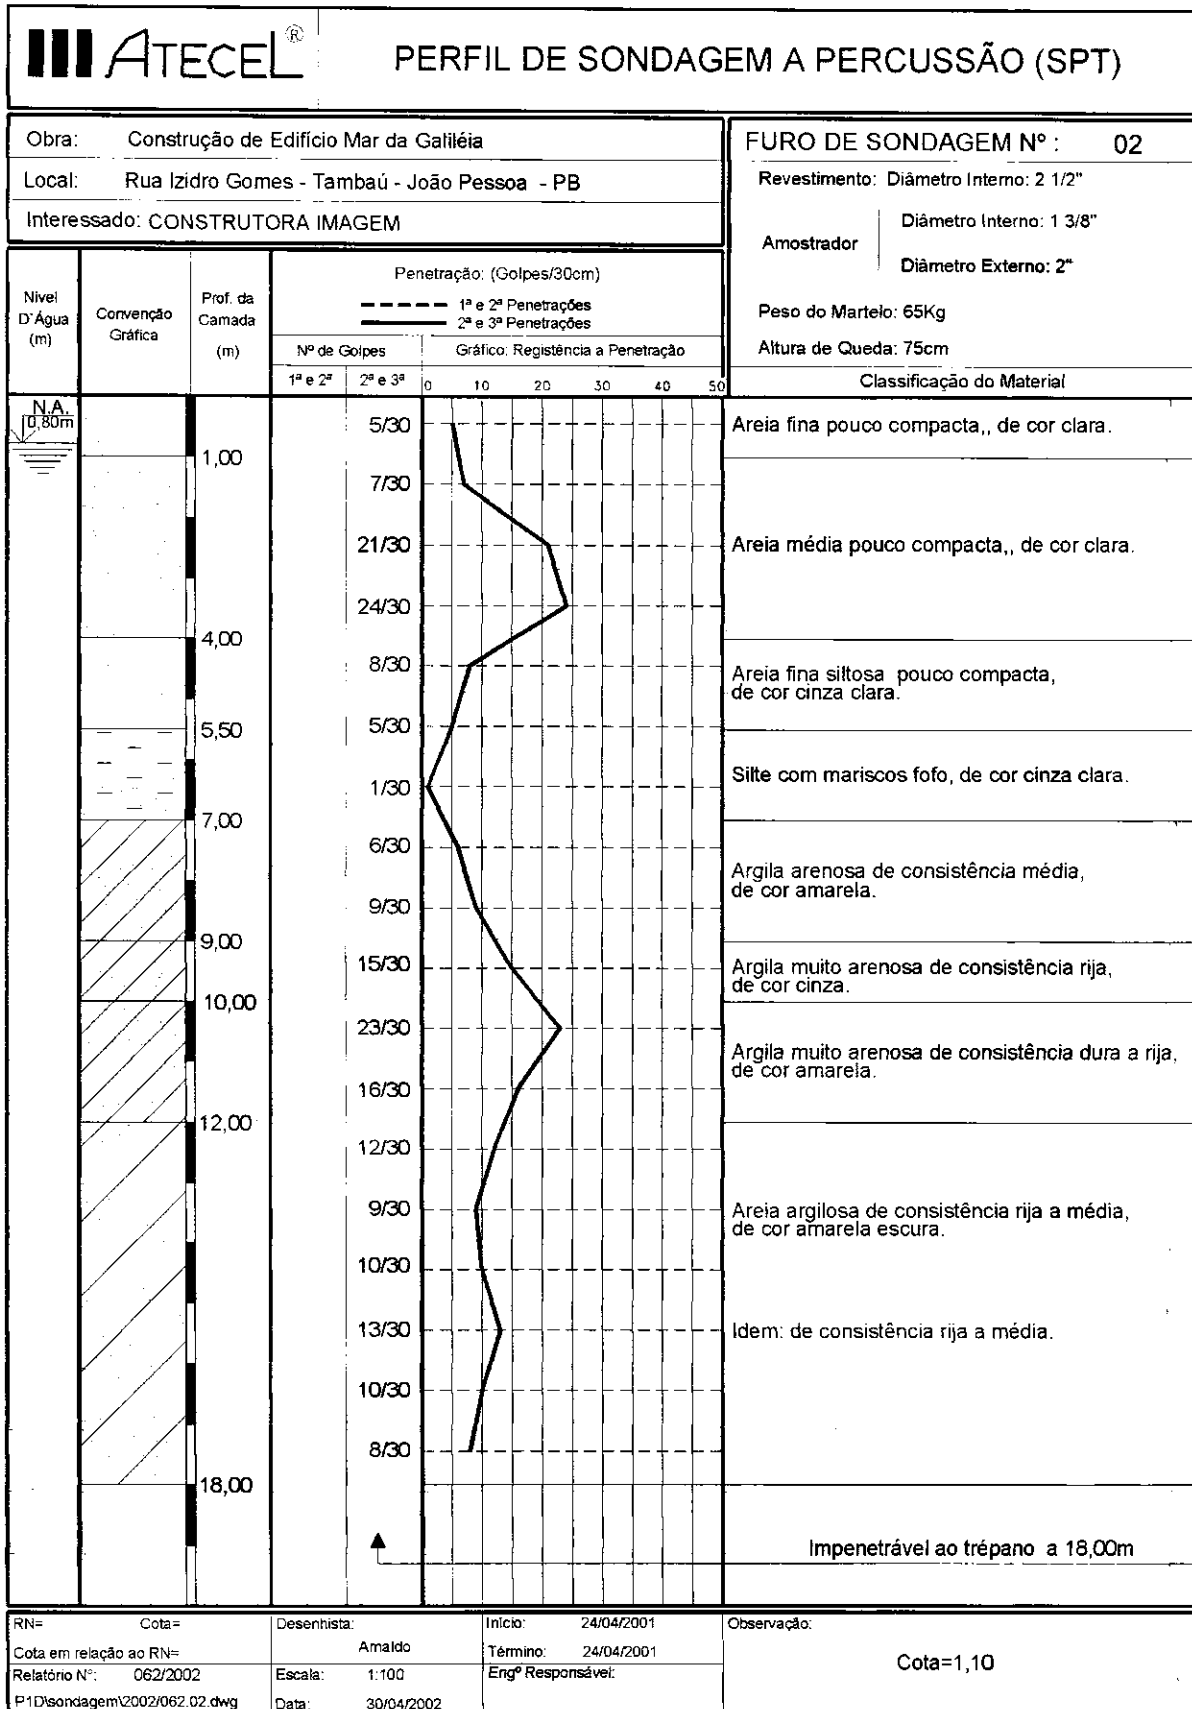 ATECEL®
PERFIL DE SONDAGEM A PERCUSSÃO (SPT)
Obra: Construção de Edifício Mar da Galiléia
Local: Rua Izidro Gomes - Tambaú - João Pessoa - PB
Interessado: CONSTRUTORA IMAGEM
FURO DE SONDAGEM Nº : 02
Revestimento: Diâmetro Interno: 2 1/2"
Amostrador
Diâmetro Interno: 1 3/8"
Diâmetro Externo: 2"
Peso do Martelo: 65Kg
Altura de Queda: 75cm
Classificação do Material
Nivel
D'Água
(m)
Convenção
Gráfica
Prof. da
Camada
(m)
Penetração: (Golpes/30cm)
1ª e 2ª Penetrações
2ª e 3ª Penetrações
Nº de Golpes
Gráfico: Registência a Penetração
1ª e 2ª 2ª e 3ª 0 10 20 30 40 50
N.A.
0,80m
5/30
Areia fina pouco compacta,, de cor clara.
1,00
7/30
21/30
Areia média pouco compacta,, de cor clara.
24/30
4,00
8/30
Areia fina siltosa pouco compacta,
de cor cinza clara.
5/30
5,50
1/30
Silte com mariscos fofo, de cor cinza clara.
7,00
6/30
Argila arenosa de consistência média,
de cor amarela.
9/30
9,00
15/30
Argila muito arenosa de consistência rija,
de cor cinza.
10,00
23/30
Argila muito arenosa de consistência dura a rija,
de cor amarela.
16/30
12,00
12/30
9/30
Areia argilosa de consistência rija a média,
de cor amarela escura.
10/30
13/30
Idem: de consistência rija a média.
10/30
8/30
18,00
Impenetrável ao trépano a 18,00m
RN= Cota=
Cota em relação ao RN=
Relatório Nº: 062/2002
P1D\sondagem\2002/062.02.dwg
Desenhista:
Arnaldo
Escala: 1:100
Data: 30/04/2002
Início: 24/04/2001
Término: 24/04/2001
Engº Responsável:
Observação:
Cota=1,10